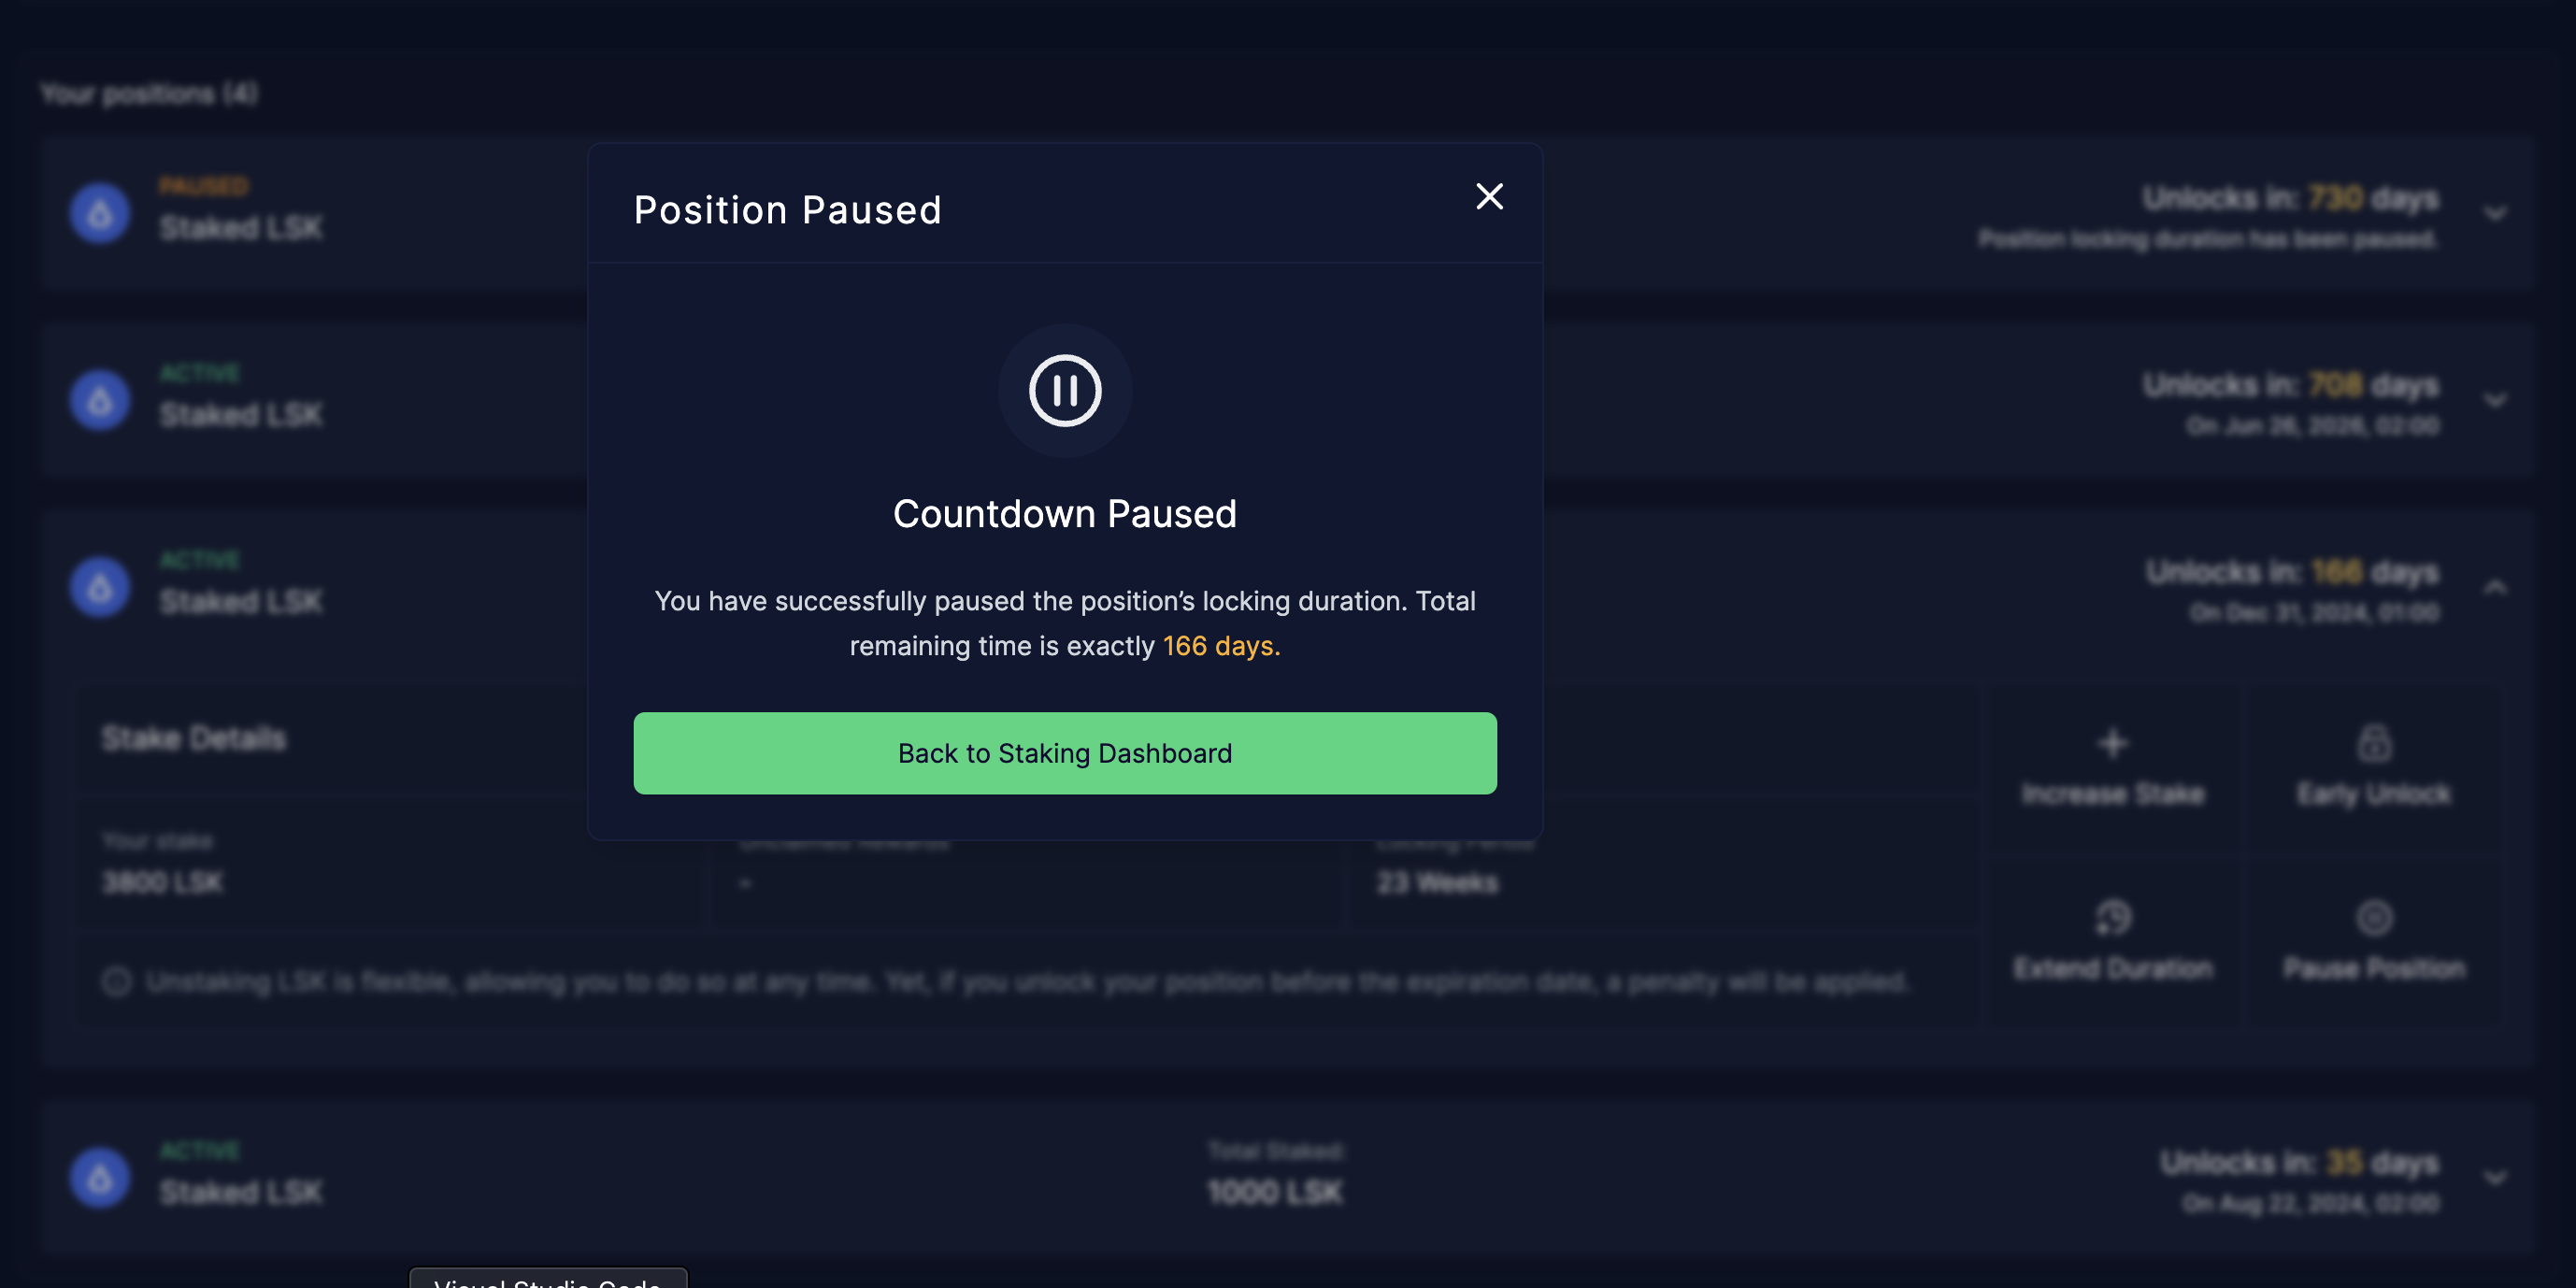 Your positions (4)
PAUSED
Staked LSK
Unlocks in: 730 days
Position locking duration has been paused.
Position Paused
Countdown Paused
You have successfully paused the position’s locking duration. Total
remaining time is exactly 166 days.
Back to Staking Dashboard
ACTIVE
Staked LSK
Unlocks in: 708 days
On Jun 26, 2026, 02:00
ACTIVE
Staked LSK
Unlocks in: 166 days
On Dec 31, 2024, 01:00
Stake Details
Your stake
3800 LSK
Unclaimed Rewards
-
Locking Period
23 Weeks
Increase Stake
Early Unlock
Extend Duration
Pause Position
Unstaking LSK is flexible, allowing you to do so at any time. Yet, if you unlock your position before the expiration date, a penalty will be applied.
ACTIVE
Staked LSK
Total Staked:
1000 LSK
Unlocks in: 35 days
On Aug 22, 2024, 02:00
Visual Studio Code